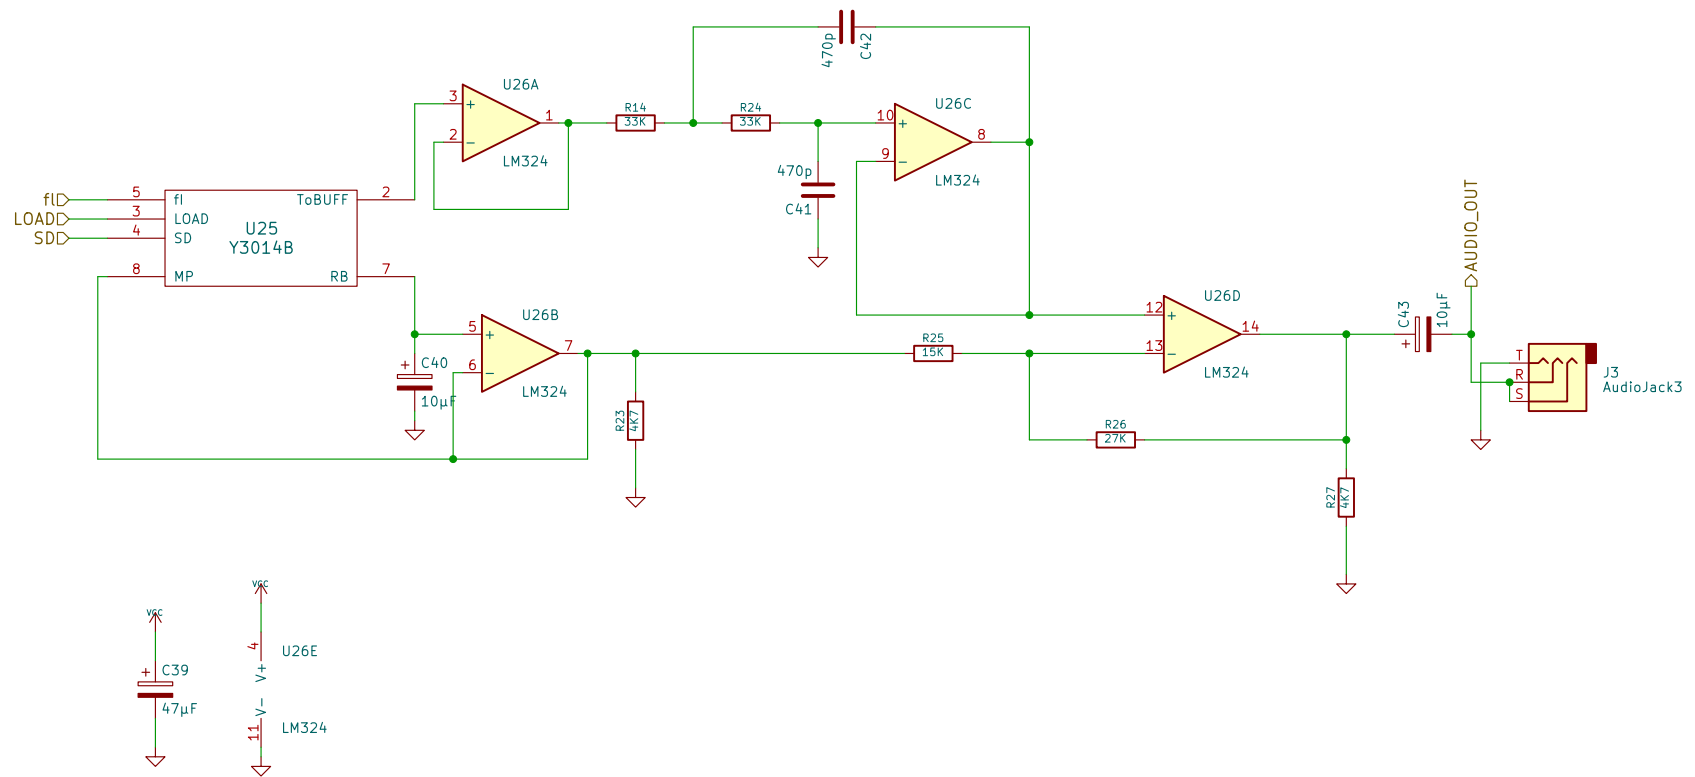 470p
C42
U26A
3
+
1
2
−
LM324
R14
33K
R24
33K
U26C
10
+
8
9
−
LM324
470p
C41
fl
LOAD
SD
5
3
4
8
fl
LOAD
SD
MP
U25
Y3014B
ToBUFF
RB
2
7
AUDIO_OUT
U26B
5
+
7
6
−
LM324
+
C40
10µF
R23
4K7
R25
15K
U26D
12
+
14
13
−
LM324
R26
27K
R27
4K7
C43
+
10µF
T
R
S
J3
AudioJack3
VCC
+
C39
47µF
VCC
4
V+
U26E
V−
11
LM324